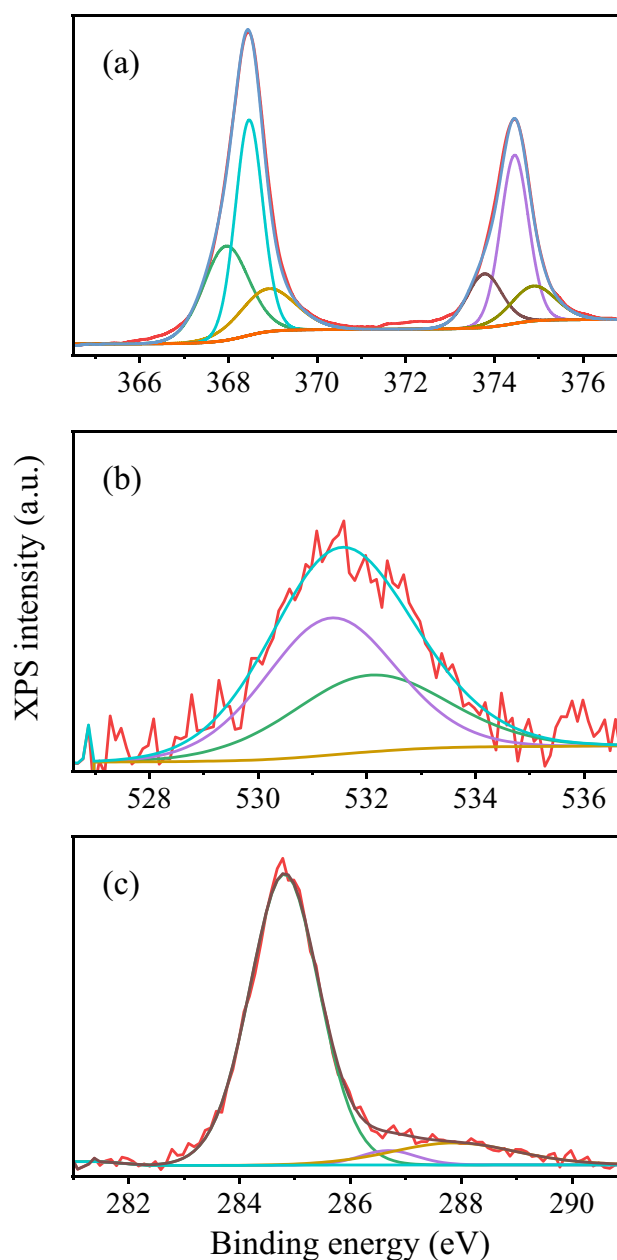 (a)
366 368 370 372 374 376
(b)
528 530 532 534 536
XPS intensity (a.u.)
(c)
282 284 286 288 290
Binding energy (eV)